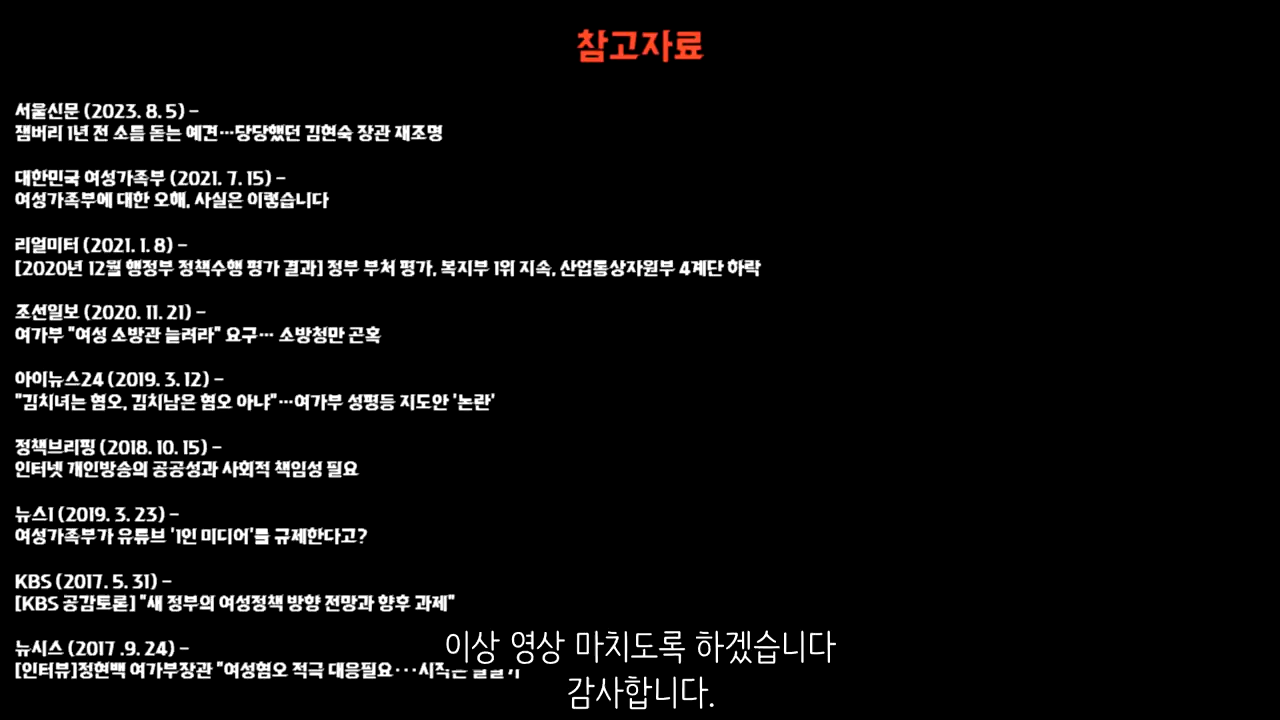 참고자료
서울신문 (2023. 8. 5) -
잼버리 1년 전 소름 돋는 예견…당당했던 김현숙 장관 재조명
대한민국 여성가족부 (2021. 7. 15) -
여성가족부에 대한 오해, 사실은 이렇습니다
리얼미터 (2021. 1. 8) -
[2020년 12월 행정부 정책수행 평가 결과] 정부 부처 평가, 복지부 1위 지속, 산업통상자원부 4계단 하락
조선일보 (2020. 11. 21) -
여가부 "여성 소방관 늘려라" 요구… 소방청만 곤혹
아이뉴스24 (2019. 3. 12) -
"김치녀는 혐오, 김치남은 혐오 아냐"…여가부 성평등 지도안 '논란'
정책브리핑 (2018. 10. 15) -
인터넷 개인방송의 공공성과 사회적 책임성 필요
뉴스1 (2019. 3. 23) -
여성가족부가 유튜브 '1인 미디어'를 규제한다고?
KBS (2017. 5. 31) -
[KBS 공감토론] "새 정부의 여성정책 방향 전망과 향후 과제"
뉴시스 (2017 .9. 24) -
[인터뷰]정현백 여가부장관 "여성혐오 적극 대응필요···
이상 영상 마치도록 하겠습니다
감사합니다.